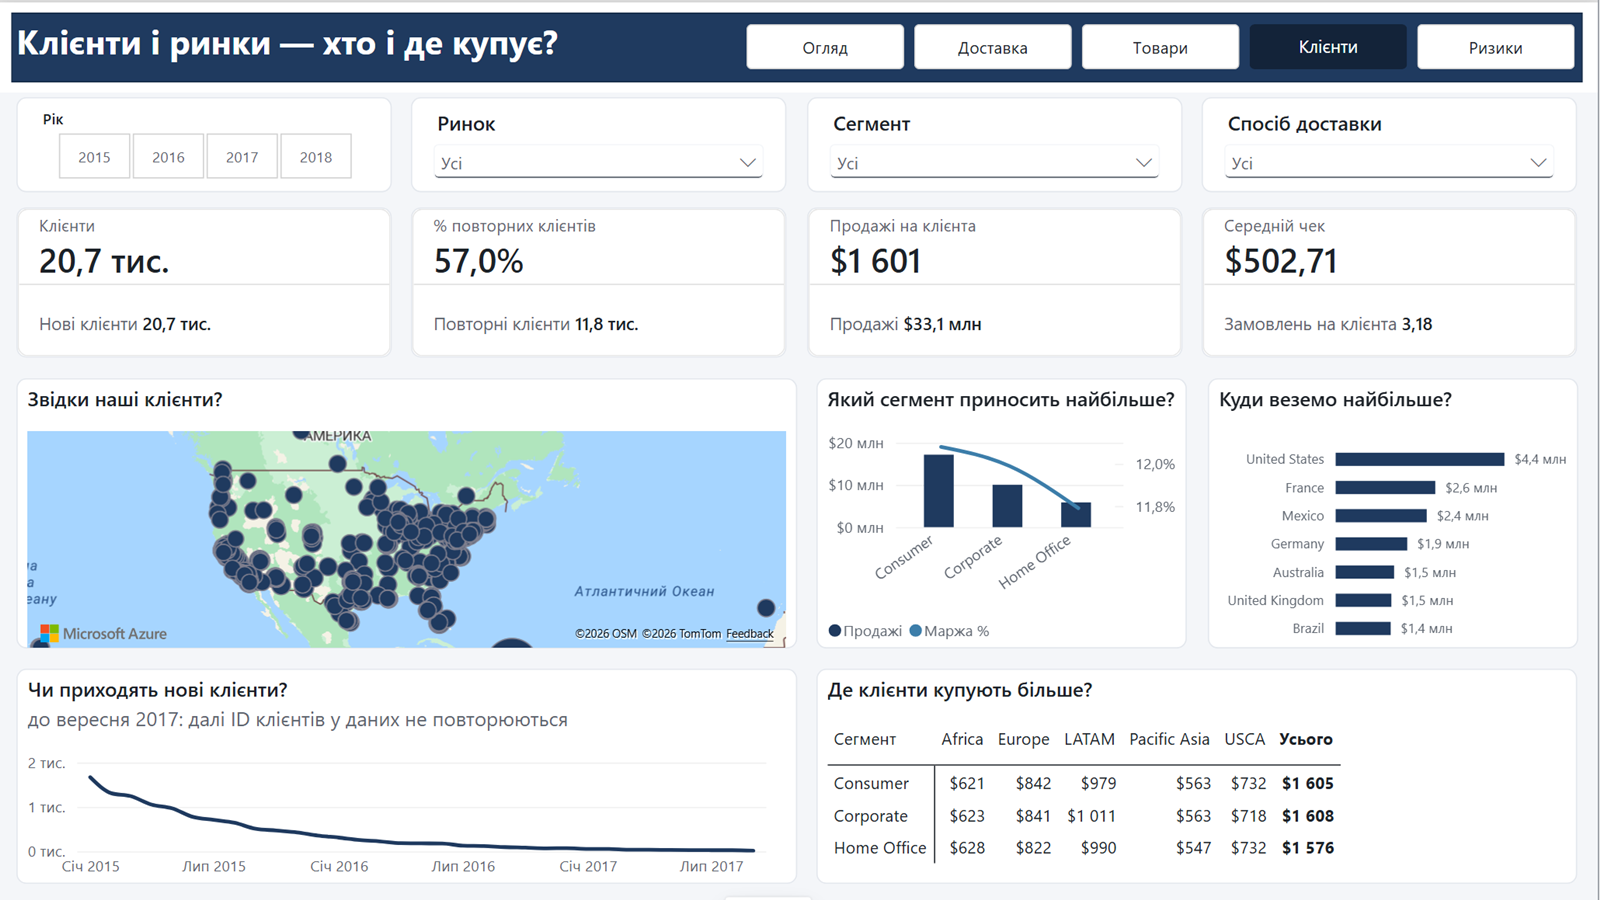 Клієнти і ринки — хто і де купує?
Огляд
Доставка
Товари
Клієнти
Ризики
Рік
2015
2016
2017
2018
Ринок
Усі
Сегмент
Усі
Спосіб доставки
Усі
Клієнти
20,7 тис.
Нові клієнти 20,7 тис.
% повторних клієнтів
57,0%
Повторні клієнти 11,8 тис.
Продажі на клієнта
$1 601
Продажі $33,1 млн
Середній чек
$502,71
Замовлень на клієнта 3,18
Звідки наші клієнти?
АМЕРИКА
Атлантичний Океан
еану
Microsoft Azure
©2026 OSM ©2026 TomTom Feedback
Який сегмент приносить найбільше?
$20 млн
$10 млн
$0 млн
12,0%
11,8%
Consumer
Corporate
Home Office
Продажі
Маржа %
Куди веземо найбільше?
United States $4,4 млн
France $2,6 млн
Mexico $2,4 млн
Germany $1,9 млн
Australia $1,5 млн
United Kingdom $1,5 млн
Brazil $1,4 млн
Чи приходять нові клієнти?
до вересня 2017: далі ID клієнтів у даних не повторюються
2 тис.
1 тис.
0 тис.
Січ 2015
Лип 2015
Січ 2016
Лип 2016
Січ 2017
Лип 2017
Де клієнти купують більше?
Сегмент Africa Europe LATAM Pacific Asia USCA Усього
Consumer $621 $842 $979 $563 $732 $1 605
Corporate $623 $841 $1 011 $563 $718 $1 608
Home Office $628 $822 $990 $547 $732 $1 576